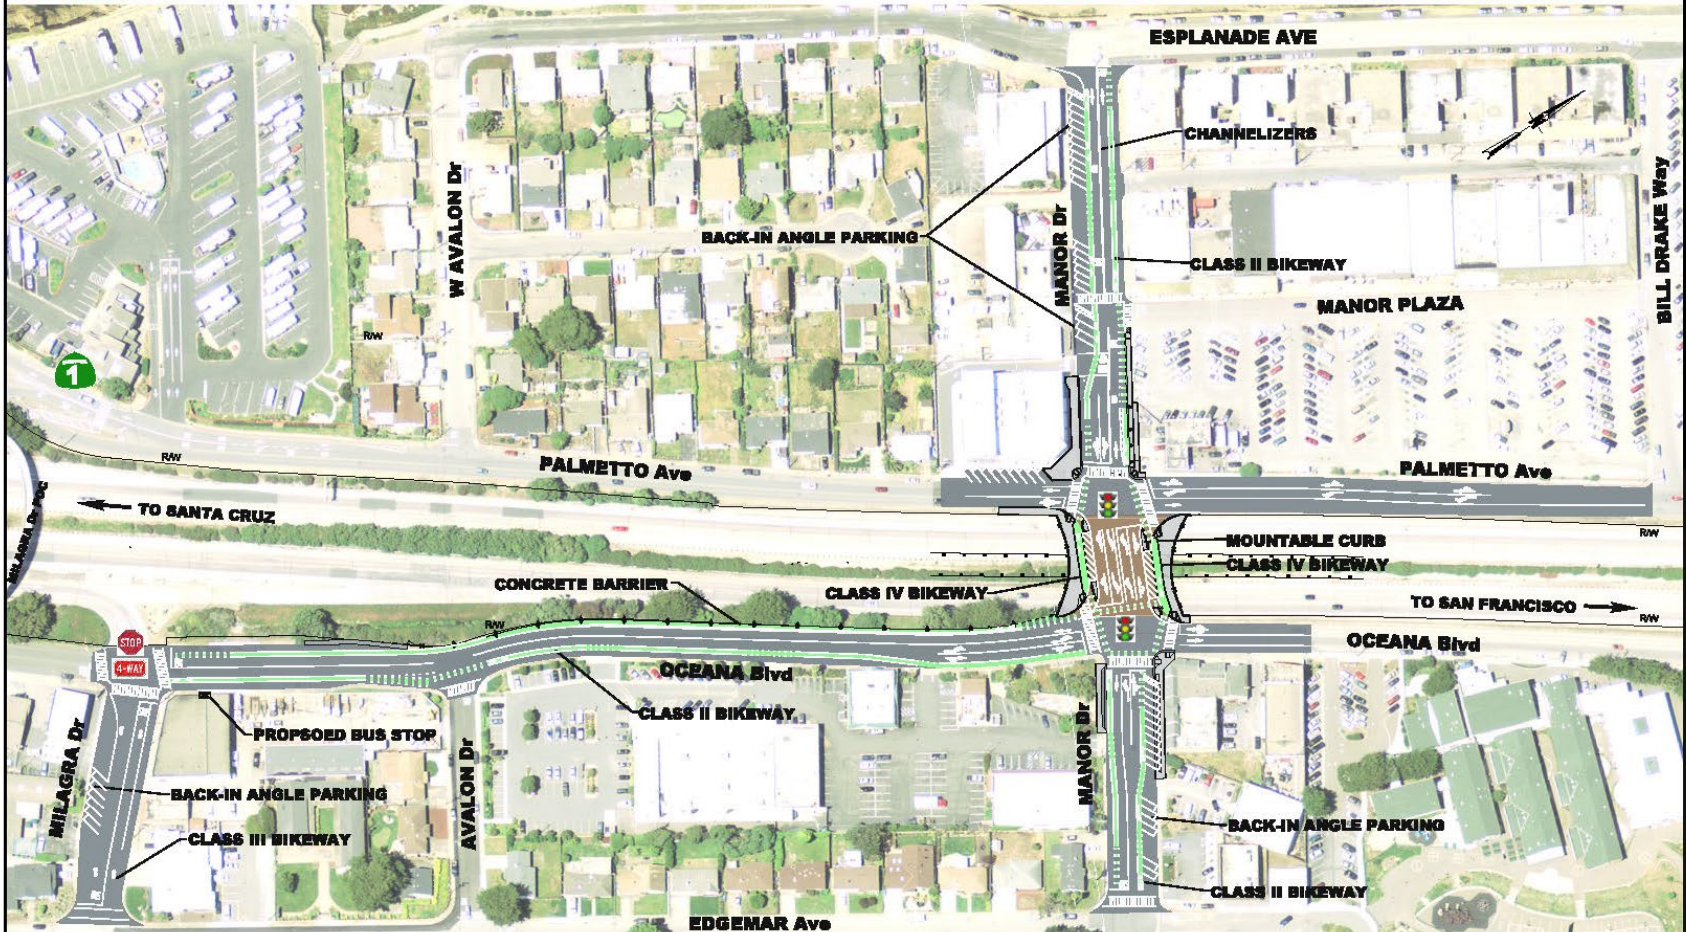 ESPLANADE AVE
CHANNELIZERS
W AVALON Dr
BACK-IN ANGLE PARKING
MANOR Dr
CLASS II BIKEWAY
BILL DRAKE Way
MANOR PLAZA
R/W
1
R/W
PALMETTO Ave
PALMETTO Ave
TO SANTA CRUZ
MILAGRA Dr POC
R/W
MOUNTABLE CURB
CLASS IV BIKEWAY
CONCRETE BARRIER
CLASS IV BIKEWAY
TO SAN FRANCISCO
R/W
R/W
STOP
4-WAY
OCEANA Blvd
OCEANA Blvd
CLASS II BIKEWAY
PROPSOED BUS STOP
MILAGRA Dr
AVALON Dr
MANOR Dr
BACK-IN ANGLE PARKING
BACK-IN ANGLE PARKING
CLASS III BIKEWAY
CLASS II BIKEWAY
EDGEMAR Ave